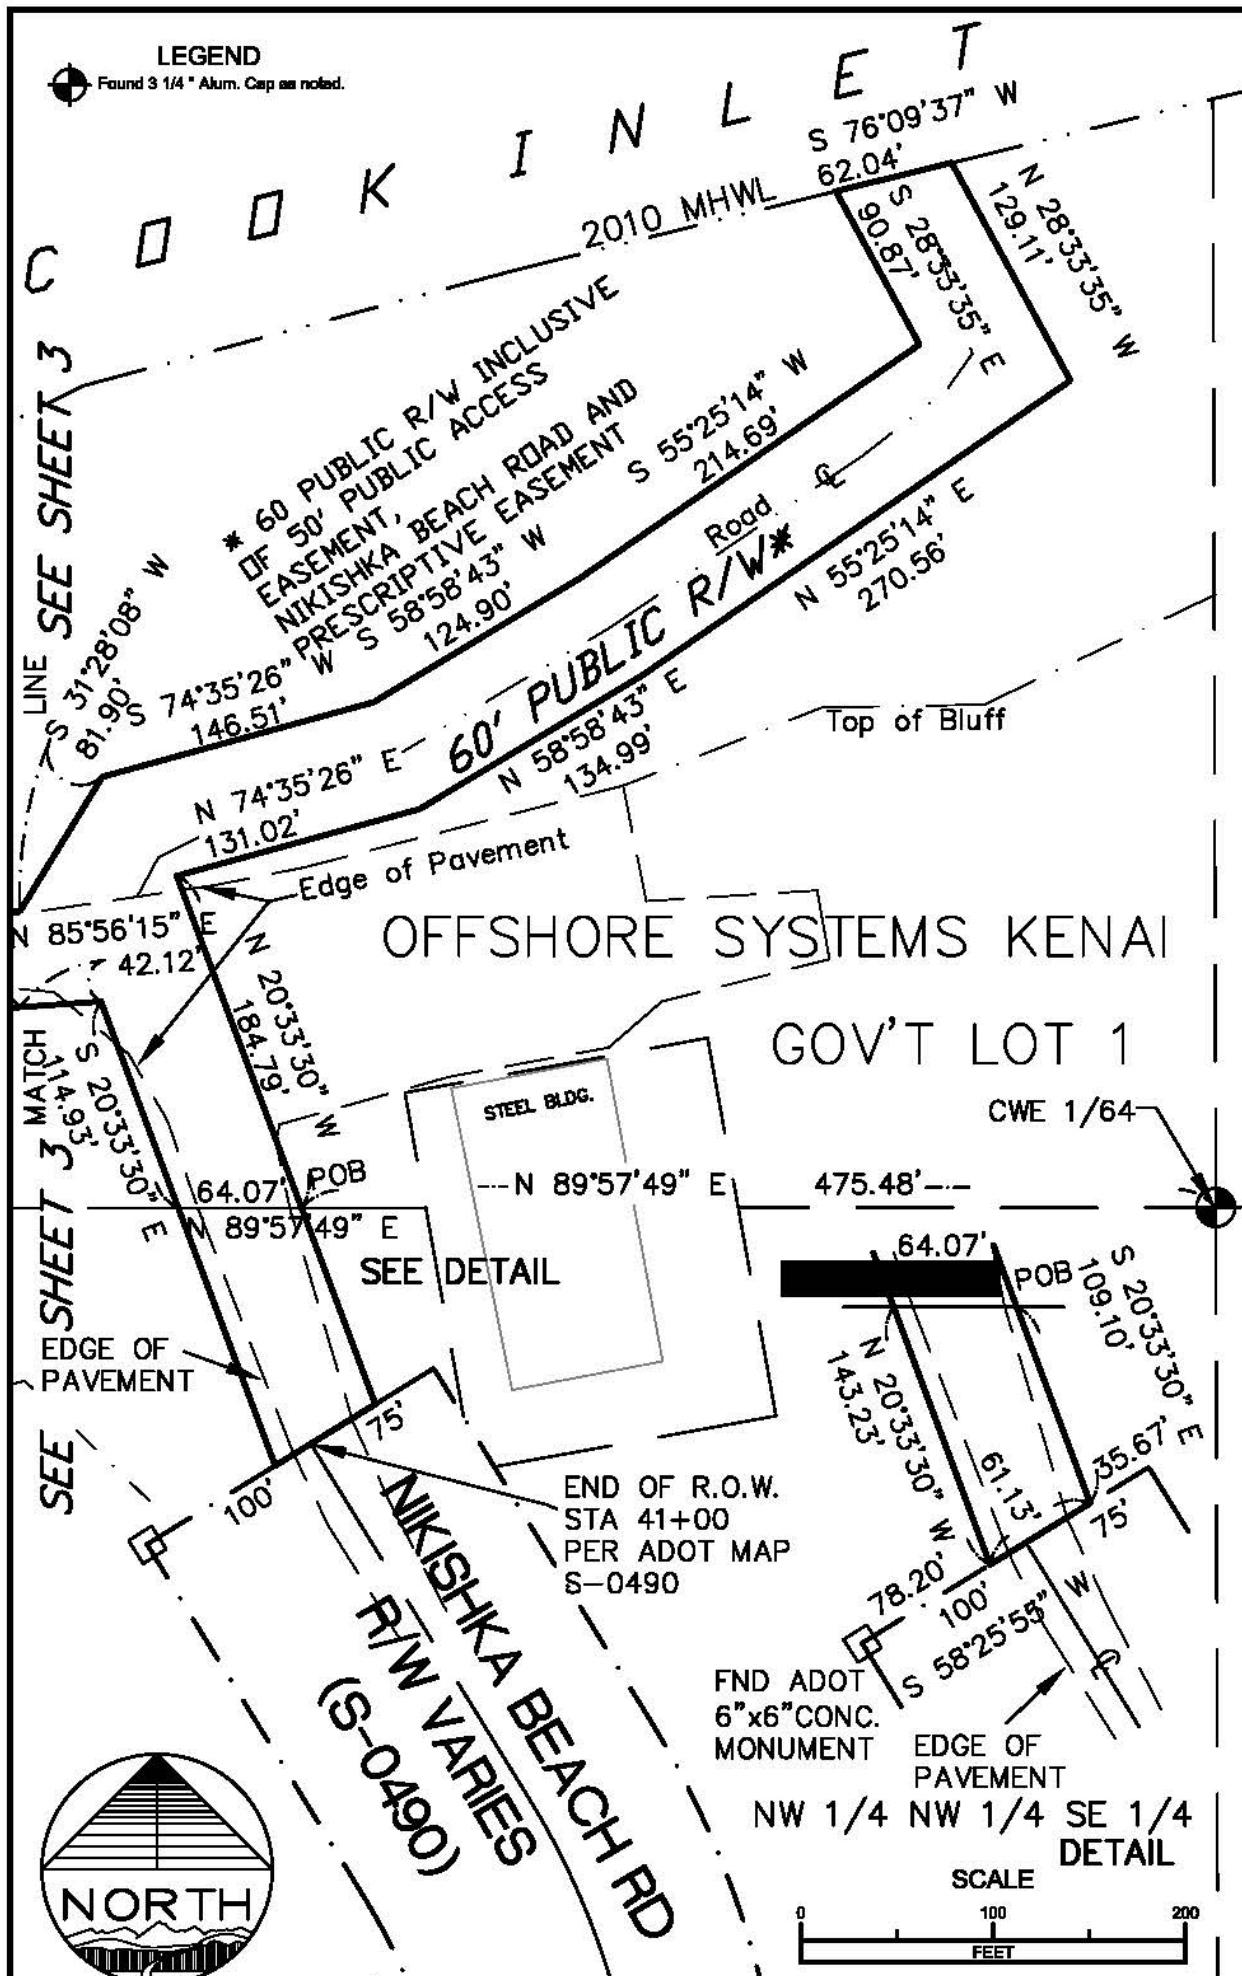 LEGEND
Found 3 1/4 " Alum. Cap as noted.
COOK INLET
S 76°09'37" W
62.04'
2010 MHWL
S 28°33'35" E
90.87'
N 28°33'35" W
129.11'
* 60 PUBLIC R/W INCLUSIVE
OF 50' PUBLIC ACCESS
EASEMENT,
NIKISHKA BEACH ROAD AND
PRESCRIPTIVE EASEMENT
S 55°25'14" W
214.69'
SEE SHEET 3
LINE
S 31°28'08" W
81.90'
S 74°35'26" W
146.51'
S 58°58'43" W
124.90'
Road
60' PUBLIC R/W*
N 55°25'14" E
270.56'
N 74°35'26" E
131.02'
N 58°58'43" E
134.99'
Top of Bluff
Edge of Pavement
N 85°56'15" E
42.12'
OFFSHORE SYSTEMS KENAI
GOV'T LOT 1
N 20°33'30" W
184.79'
MATCH
S 20°33'30" E
114.93'
STEEL BLDG.
CWE 1/64
64.07'
POB
N 89°57'49" E
N 89°57'49" E 475.48'
SEE DETAIL
SEE SHEET 3
EDGE OF
PAVEMENT
64.07'
POB
S 20°33'30" E
109.10'
N 20°33'30" W
143.23'
61.13'
35.67'
75'
78.20'
100'
S 58°25'55" W
75'
100'
END OF R.O.W.
STA 41+00
PER ADOT MAP
S-0490
NIKISHKA BEACH RD
R/W VARIES
(S-0490)
FND ADOT
6"x6"CONC.
MONUMENT
EDGE OF
PAVEMENT
NW 1/4 NW 1/4 SE 1/4
DETAIL
SCALE
0 100 200
FEET
NORTH